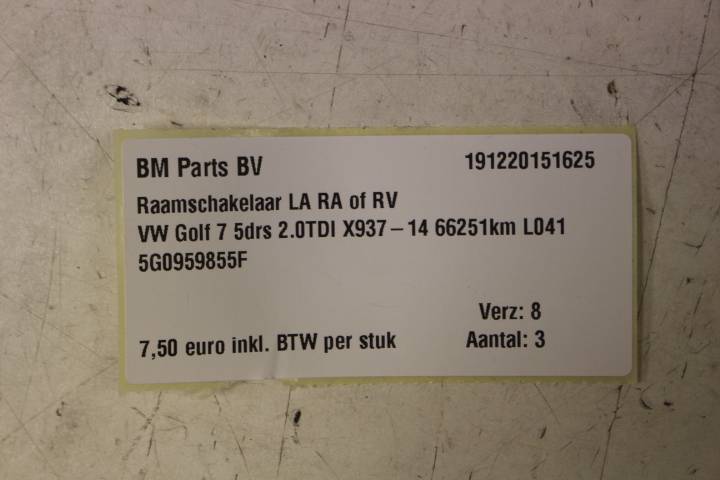 BM Parts BV 191220151625
Raamschakelaar LA RA of RV
VW Golf 7 5drs 2.0TDI X937-14 66251km L041
5G0959855F
Verz: 8
7,50 euro inkl. BTW per stuk Aantal: 3